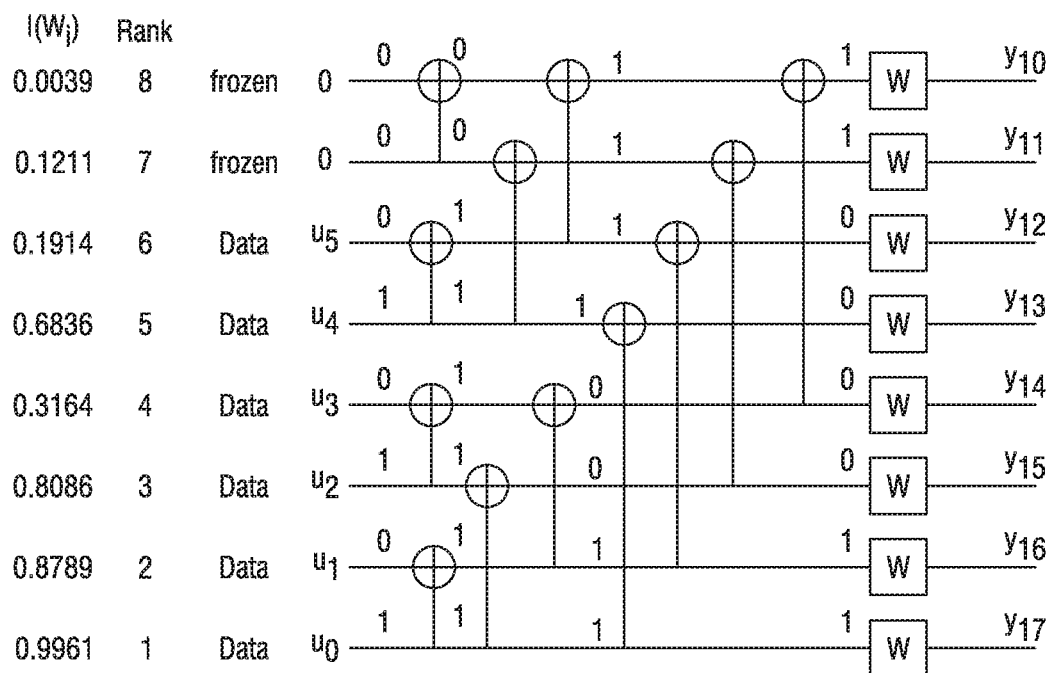 I(Wj) Rank
0.0039 8 frozen 0 0 0 1 1 W y10
0.1211 7 frozen 0 0 0 1 1 W y11
0.1914 6 Data u5 0 1 1 0 W y12
0.6836 5 Data u4 1 1 1 0 W y13
0.3164 4 Data u3 0 1 0 0 W y14
0.8086 3 Data u2 1 1 0 0 W y15
0.8789 2 Data u1 0 1 1 1 W y16
0.9961 1 Data u0 1 1 1 1 W y17